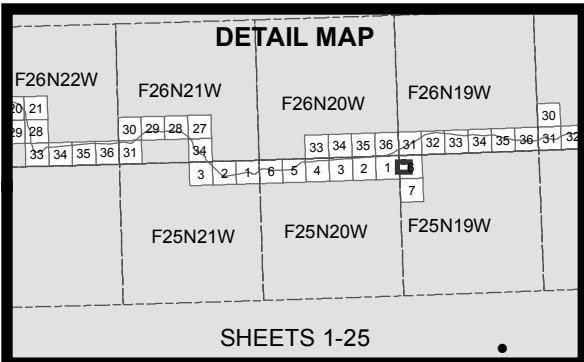 DETAIL MAP
F26N22W
F26N21W
F26N20W
F26N19W
20 21
29 28
33 34 35 36 31
30 29 28 27
34
3 2 1 6 5 4 3 2 1 6
33 34 35 36 31 32 33 34 35 36 31 32
30
7
F25N21W
F25N20W
F25N19W
SHEETS 1-25